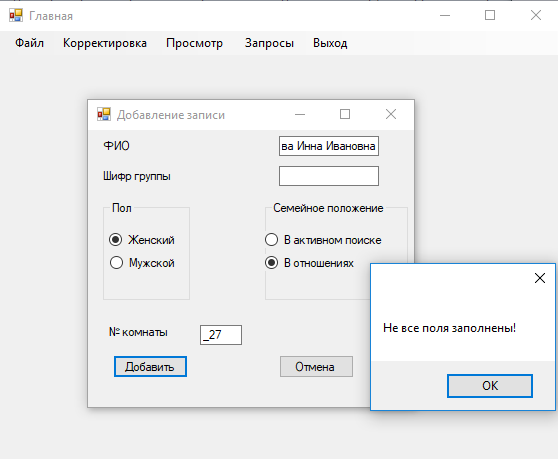 Главная
Файл Корректировка Просмотр Запросы Выход
Добавление записи
ФИО ва Инна Ивановна
Шифр группы
Пол Семейное положение
Женский В активном поиске
Мужской В отношениях
Не все поля заполнены!
№ комнаты _27
Добавить Отмена
OK